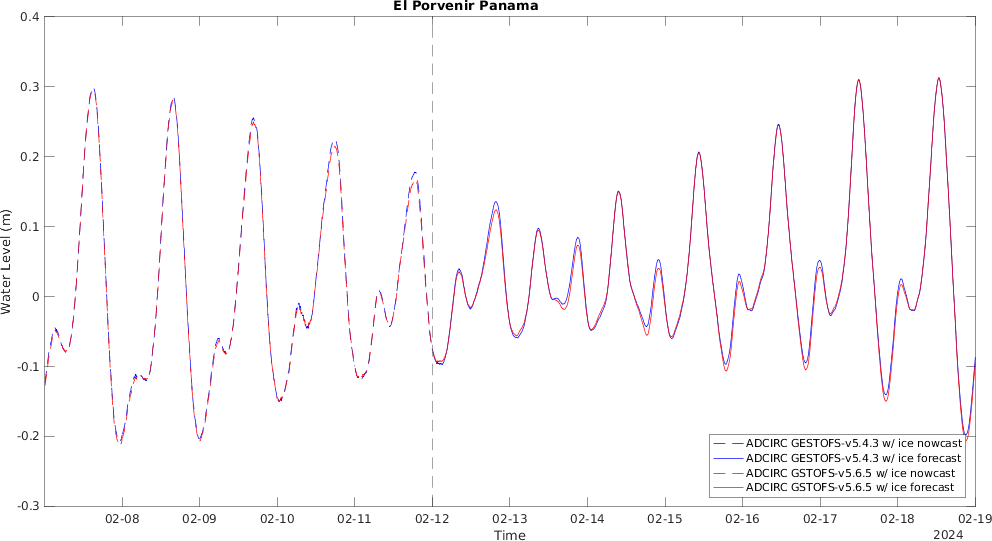 El Porvenir Panama
0.4
0.3
0.2
0.1
0
-0.1
-0.2
-0.3
Water Level (m)
ADCIRC GESTOFS-v5.4.3 w/ ice nowcast
ADCIRC GESTOFS-v5.4.3 w/ ice forecast
ADCIRC GSTOFS-v5.6.5 w/ ice nowcast
ADCIRC GSTOFS-v5.6.5 w/ ice forecast
02-08 02-09 02-10 02-11 02-12 02-13 02-14 02-15 02-16 02-17 02-18 02-19
Time
2024